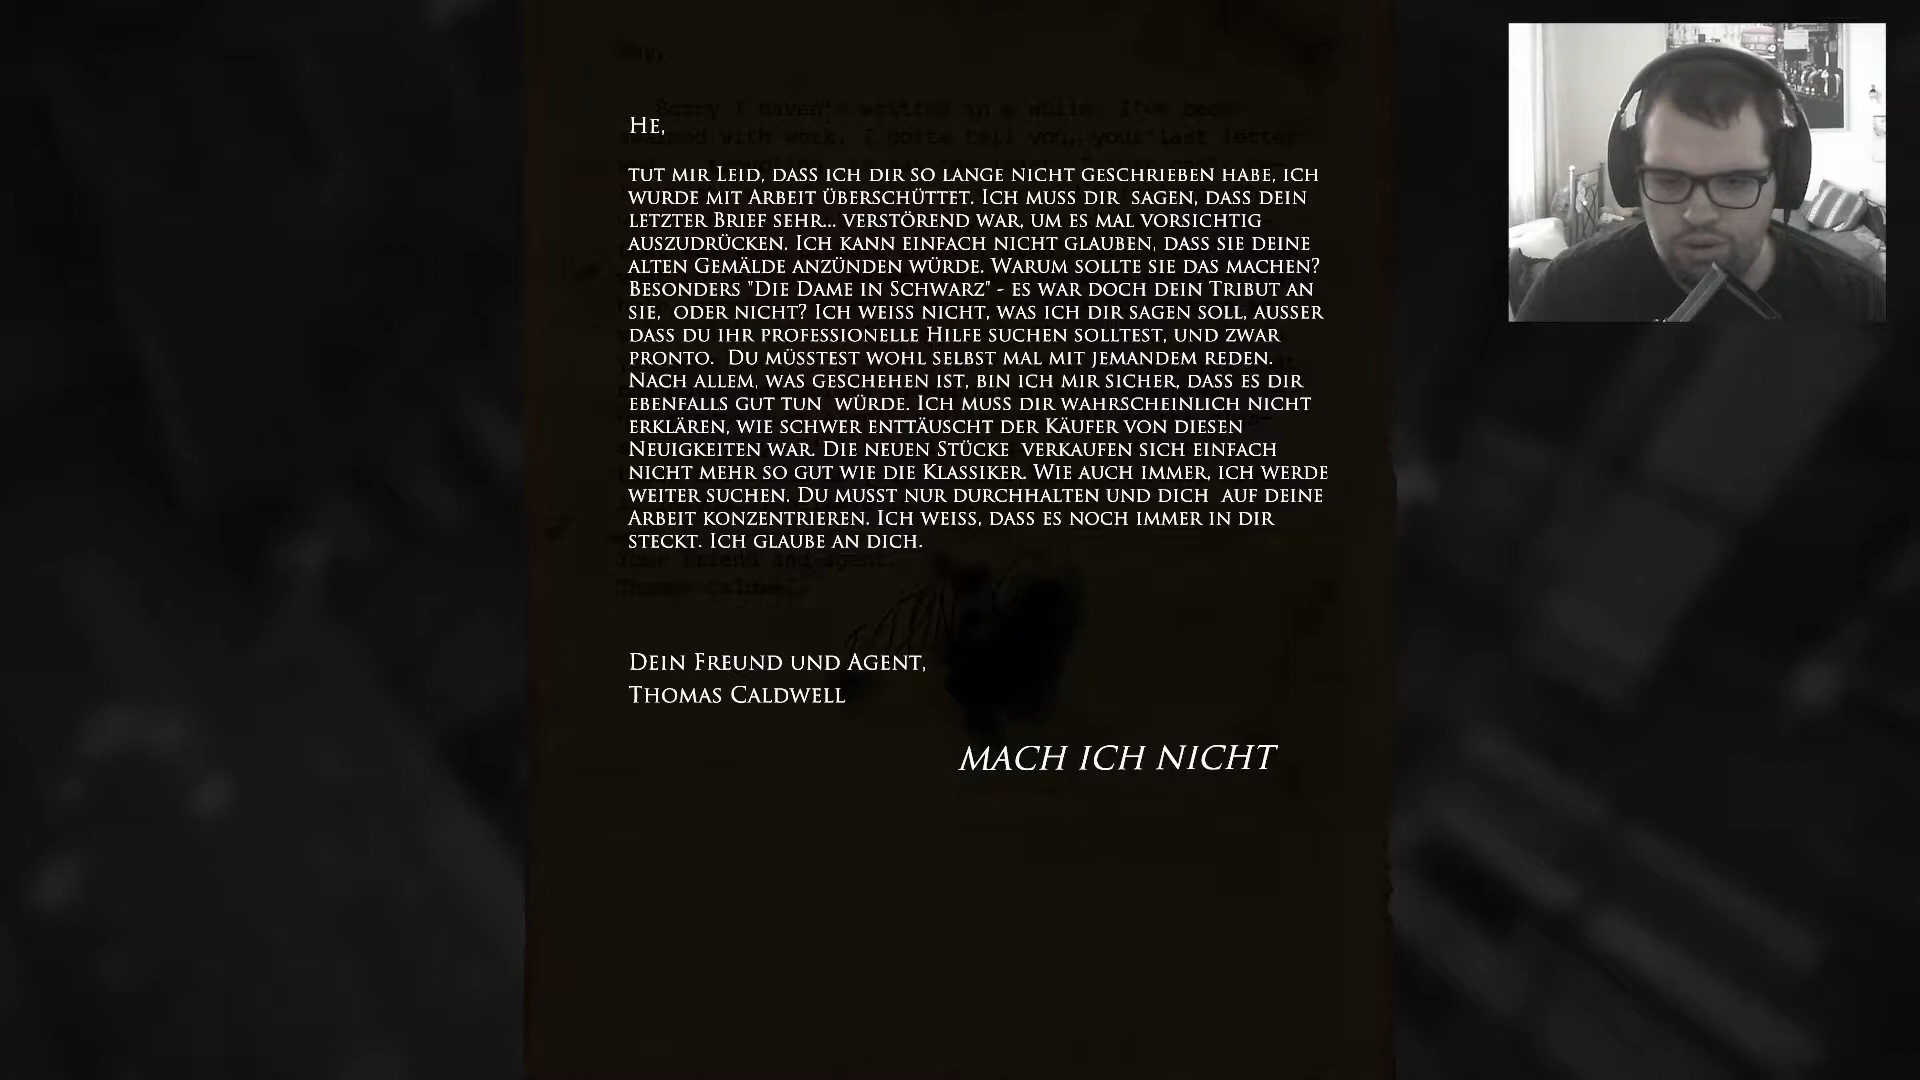 He,
tut mir Leid, dass ich dir so lange nicht geschrieben habe, ich
wurde mit Arbeit überschüttet. Ich muss dir sagen, dass dein
letzter Brief sehr... verstörend war, um es mal vorsichtig
auszudrücken. Ich kann einfach nicht glauben, dass sie deine
alten Gemälde anzünden würde. Warum sollte sie das machen?
Besonders "Die Dame in Schwarz" - es war doch dein Tribut an
sie, oder nicht? Ich weiss nicht, was ich dir sagen soll, ausser
dass du ihr professionelle Hilfe suchen solltest, und zwar
pronto. Du müsstest wohl selbst mal mit jemandem reden.
Nach allem, was geschehen ist, bin ich mir sicher, dass es dir
ebenfalls gut tun würde. Ich muss dir wahrscheinlich nicht
erklären, wie schwer enttäuscht der Käufer von diesen
Neuigkeiten war. Die neuen Stücke verkaufen sich einfach
nicht mehr so gut wie die Klassiker. Wie auch immer, ich werde
weiter suchen. Du musst nur durchhalten und dich auf deine
Arbeit konzentrieren. Ich weiss, dass es noch immer in dir
steckt. Ich glaube an dich.
Dein Freund und Agent,
Thomas Caldwell
MACH ICH NICHT